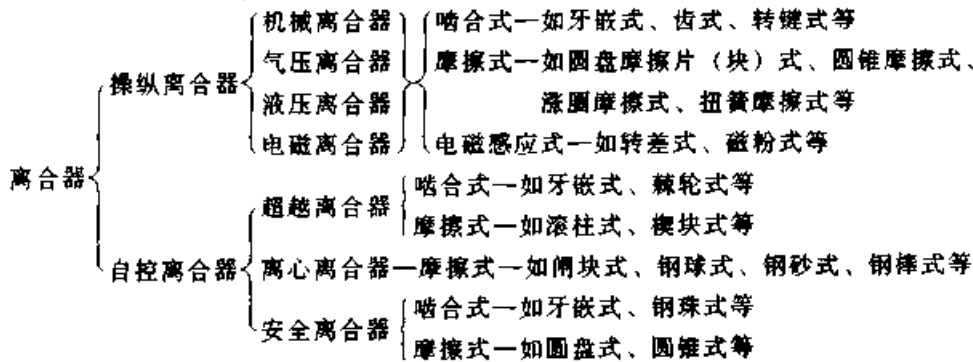 机械离合器 啮合式—如牙嵌式、齿式、转键式等
气压离合器 摩擦式—如圆盘摩擦片（块）式、圆锥摩擦式、
操纵离合器
液压离合器 涨圈摩擦式、扭簧摩擦式等
电磁离合器 电磁感应式—如转差式、磁粉式等
离合器
超越离合器 啮合式—如牙嵌式、棘轮式等
摩擦式—如滚柱式、楔块式等
自控离合器 离心离合器—摩擦式—如闸块式、钢球式、钢砂式、钢棒式等
安全离合器 啮合式—如牙嵌式、钢珠式等
摩擦式—如圆盘式、圆锥式等